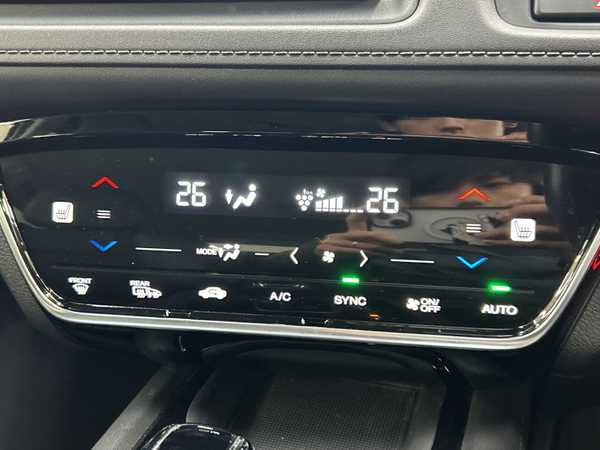 26 26
MODE
FRONT REAR A/C SYNC ON/ OFF AUTO